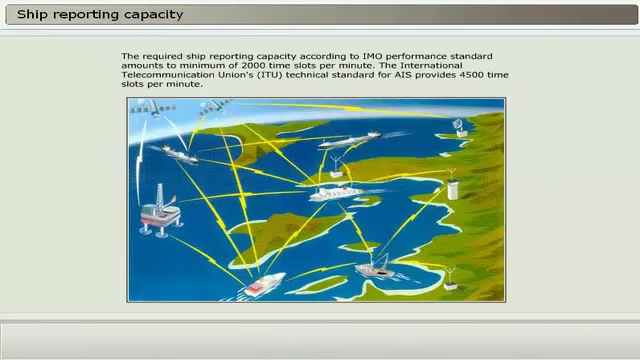 Ship reporting capacity
The required ship reporting capacity according to IMO performance standard
amounts to minimum of 2000 time slots per minute. The International
Telecommunication Union's (ITU) technical standard for AIS provides 4500 time
slots per minute.